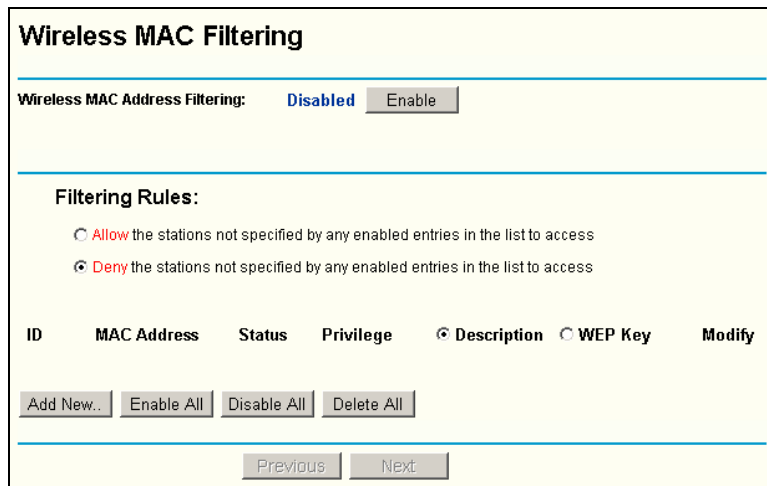 Wireless MAC Filtering
Wireless MAC Address Filtering: Disabled Enable
Filtering Rules:
Allow the stations not specified by any enabled entries in the list to access
Deny the stations not specified by any enabled entries in the list to access
ID MAC Address Status Privilege Description WEP Key Modify
Add New.. Enable All Disable All Delete All
Previous Next